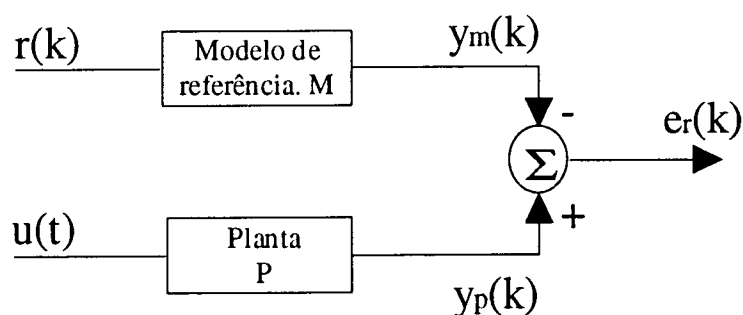 r(k)
Modelo de
referência. M
ym(k)
-
er(k)
Σ
u(t)
Planta
P
+
yp(k)